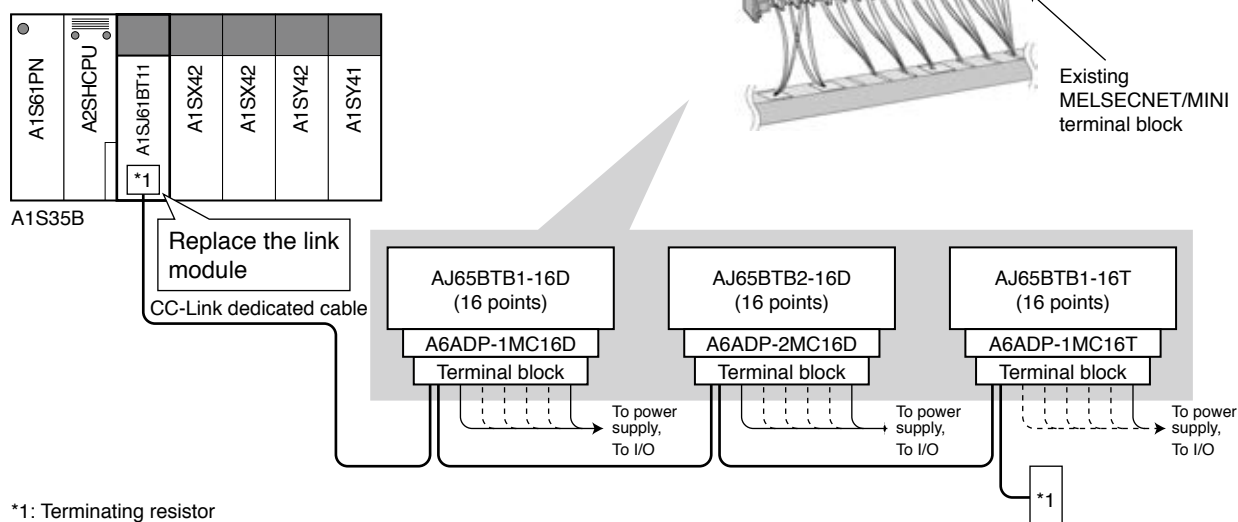 A1S61PN
A2SHCPU
A1SJ61BT11
A1SX42
A1SX42
A1SY42
A1SY41
*1
A1S35B
Replace the link
module
CC-Link dedicated cable
Existing
MELSECNET/MINI
terminal block
AJ65BTB1-16D
(16 points)
A6ADP-1MC16D
Terminal block
To power
supply,
To I/O
AJ65BTB2-16D
(16 points)
A6ADP-2MC16D
Terminal block
To power
supply,
To I/O
AJ65BTB1-16T
(16 points)
A6ADP-1MC16T
Terminal block
To power
supply,
To I/O
*1
*1: Terminating resistor